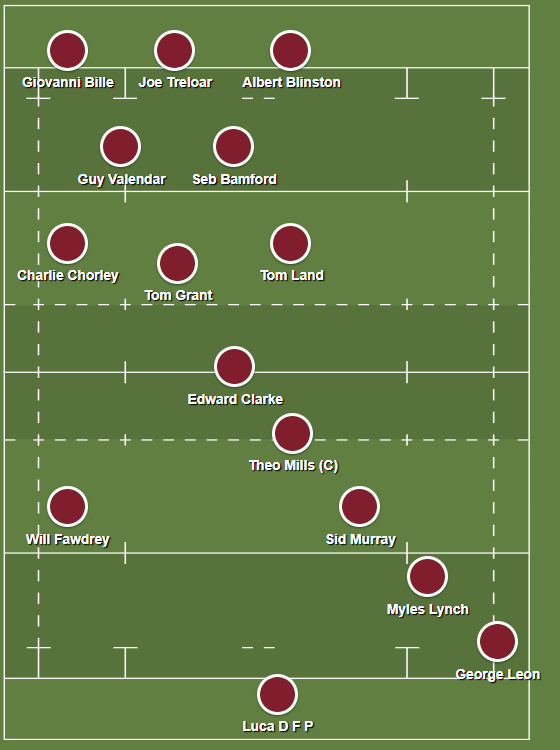 Giovanni Bille
Joe Treloar
Albert Blinston
Guy Valendar
Seb Bamford
Charlie Chorley
Tom Grant
Tom Land
Edward Clarke
Theo Mills (C)
Will Fawdrey
Sid Murray
Myles Lynch
George Leon
Luca D F P